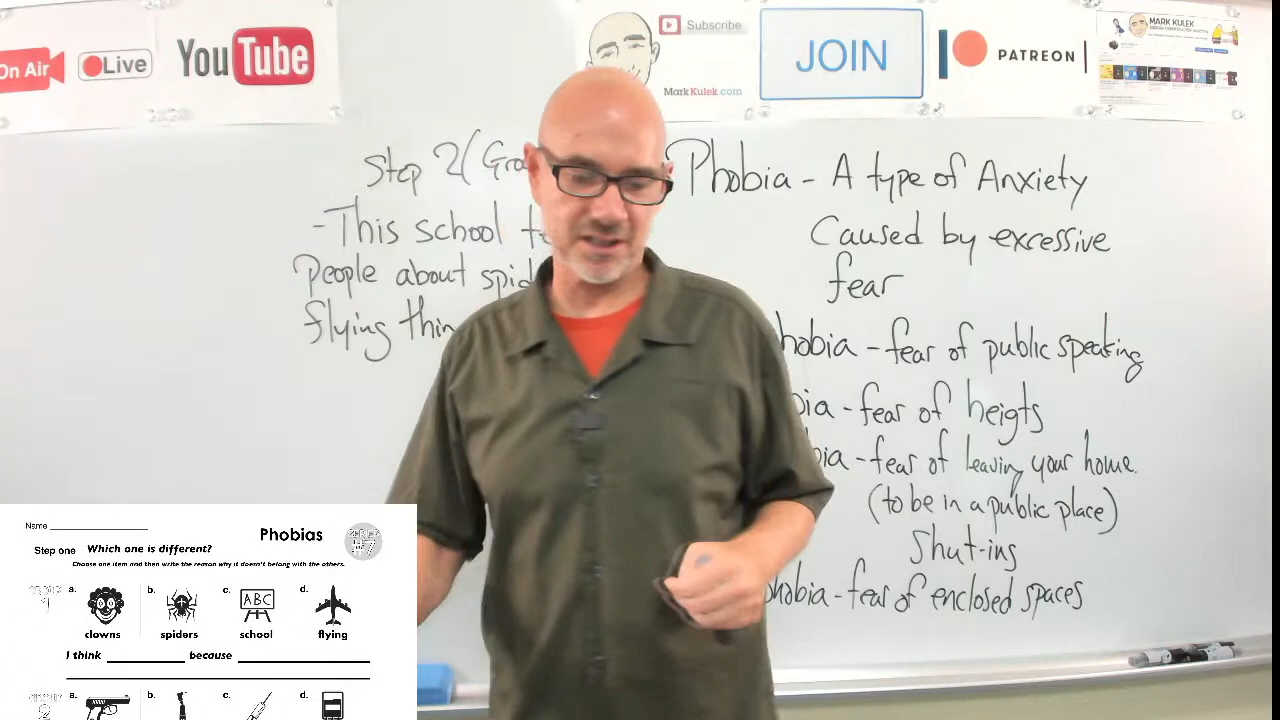 On Air
Live
YouTube
Subscribe
MarkKulek.com
JOIN
PATREON
MARK KULEK
Step 2 (Gra
- This school t
People about spid
flying thin
Phobia - A type of Anxiety
Caused by excessive
fear
hobia - fear of public speaking
ia - fear of heigts
ia - fear of leaving your home.
(to be in a public place)
Shut-ins
hobia - fear of enclosed spaces
Name
Phobias
#7
Step one Which one is different?
Choose one item and then write the reason why it doesn't belong with the others.
1 a. b. c. d.
ABC
clowns spiders school flying
I think because
2 a. b. c. d.